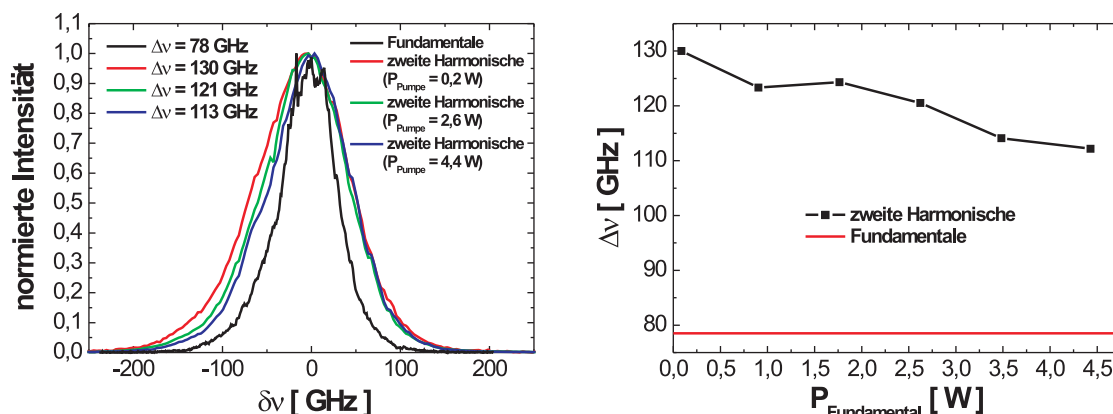 1,1
1,0
0,9
0,8
0,7
0,6
0,5
0,4
0,3
0,2
0,1
0,0
normierte Intensität
Δν = 78 GHz
Δν = 130 GHz
Δν = 121 GHz
Δν = 113 GHz
Fundamentale
zweite Harmonische
(P_Pumpe = 0,2 W)
zweite Harmonische
(P_Pumpe = 2,6 W)
zweite Harmonische
(P_Pumpe = 4,4 W)
-200 -100 0 100 200
δν [ GHz ]
130
120
110
100
90
80
Δν [ GHz ]
zweite Harmonische
Fundamentale
0,0 0,5 1,0 1,5 2,0 2,5 3,0 3,5 4,0 4,5
P_Fundamental [ W ]